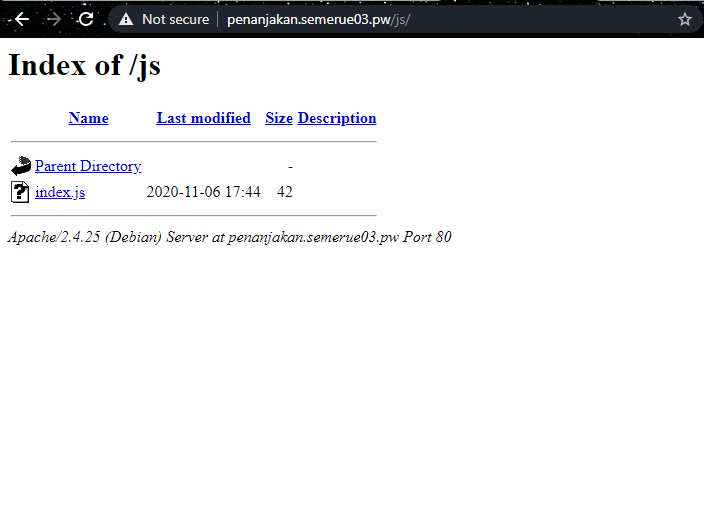 Not secure | penanjakan.semerue03.pw/js/
Index of /js
Name Last modified Size Description
Parent Directory -
index.js 2020-11-06 17:44 42
Apache/2.4.25 (Debian) Server at penanjakan.semerue03.pw Port 80